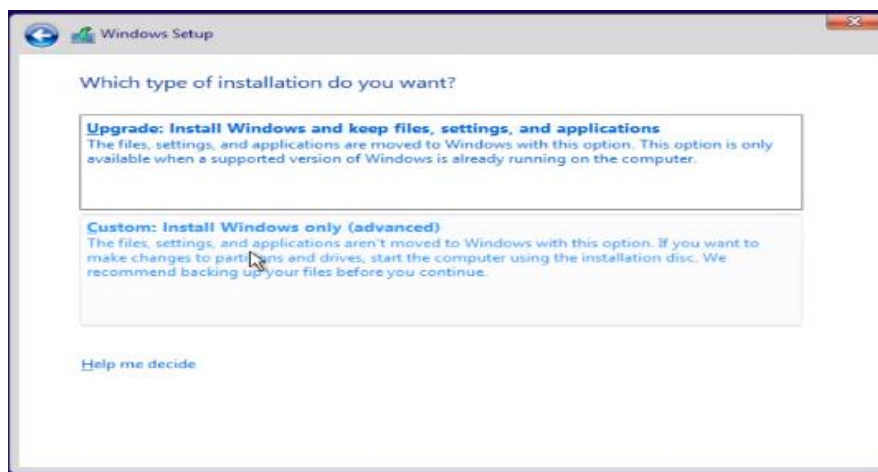 Windows Setup
Which type of installation do you want?
Upgrade: Install Windows and keep files, settings, and applications
The files, settings, and applications are moved to Windows with this option. This option is only
available when a supported version of Windows is already running on the computer.
Custom: Install Windows only (advanced)
The files, settings, and applications aren't moved to Windows with this option. If you want to
make changes to partitions and drives, start the computer using the installation disc. We
recommend backing up your files before you continue.
Help me decide